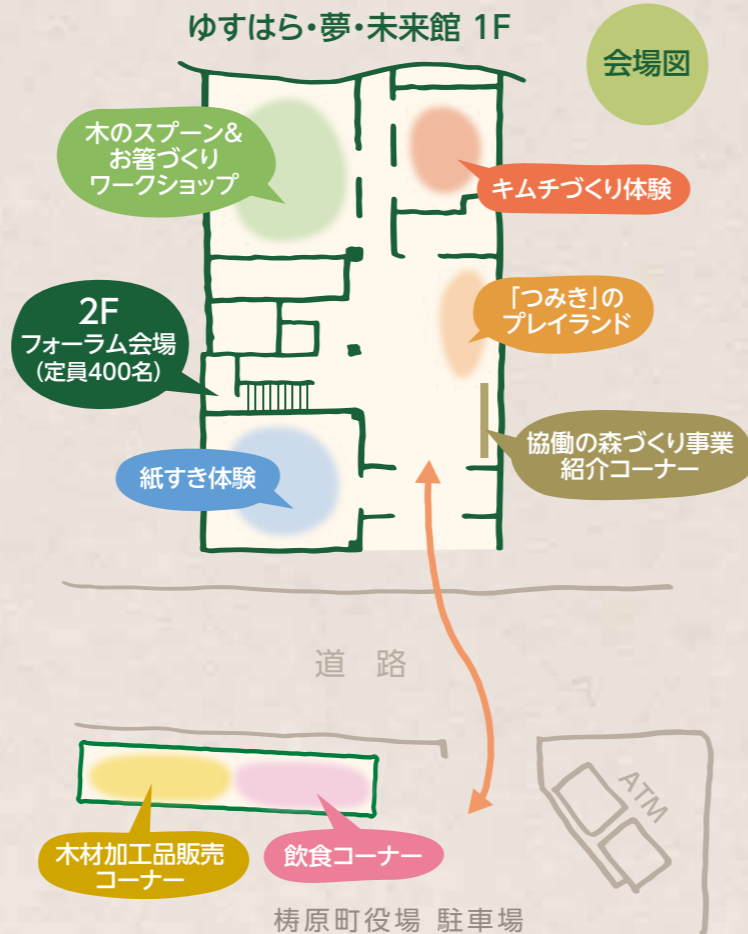 ゆすはら・夢・未来館 1F
会場図
木のスプーン&
お箸づくり
ワークショップ
キムチづくり体験
2F
フォーラム会場
(定員400名)
「つみき」の
プレイランド
協働の森づくり事業
紹介コーナー
紙すき体験
道 路
ATM
木材加工品販売
コーナー
飲食コーナー
梼原町役場 駐車場